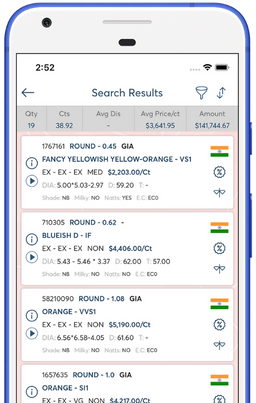 2:52
Search Results
Qty Cts Avg Dis Avg Price/ct Amount
19 38.92 - $3,641.95 $141,744.67
1767161 ROUND - 0.45 GIA
FANCY YELLOWISH YELLOW-ORANGE - VS1
EX - EX - EX MED $2,203.00/Ct
DIA: 5.00*5.03-2.97 D: 59.20 T: -
Shade: NB Milky: NO Natts: YES E.C: EC0
710305 ROUND - 0.62 -
BLUEISH D - IF
EX - EX - EX NON $4,406.00/Ct
DIA: 5.43 - 5.46 * 3.37 D: 62.00 T: 57.00
Shade: NB Milky: NO Natts: NO E.C: EC0
58210090 ROUND - 1.08 GIA
ORANGE - VVS1
EX - EX - EX NON $5,190.00/Ct
DIA: 6.56*6.58-4.05 D: 61.60 T: -
Shade: NB Milky: NO Natts: NO E.C: EC0
1657635 ROUND - 1.0 GIA
ORANGE - SI1
EX - EX - VG NON $4,217.00/Ct